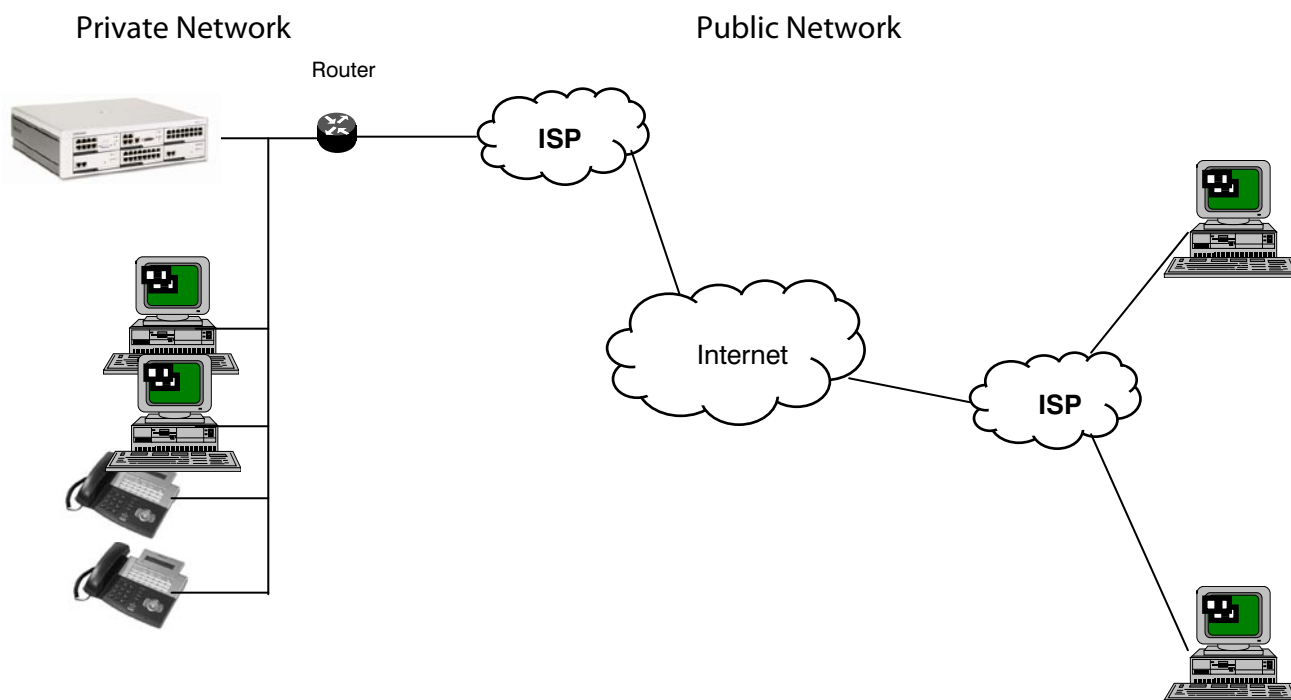 Private Network
Public Network
Router
ISP
Internet
ISP